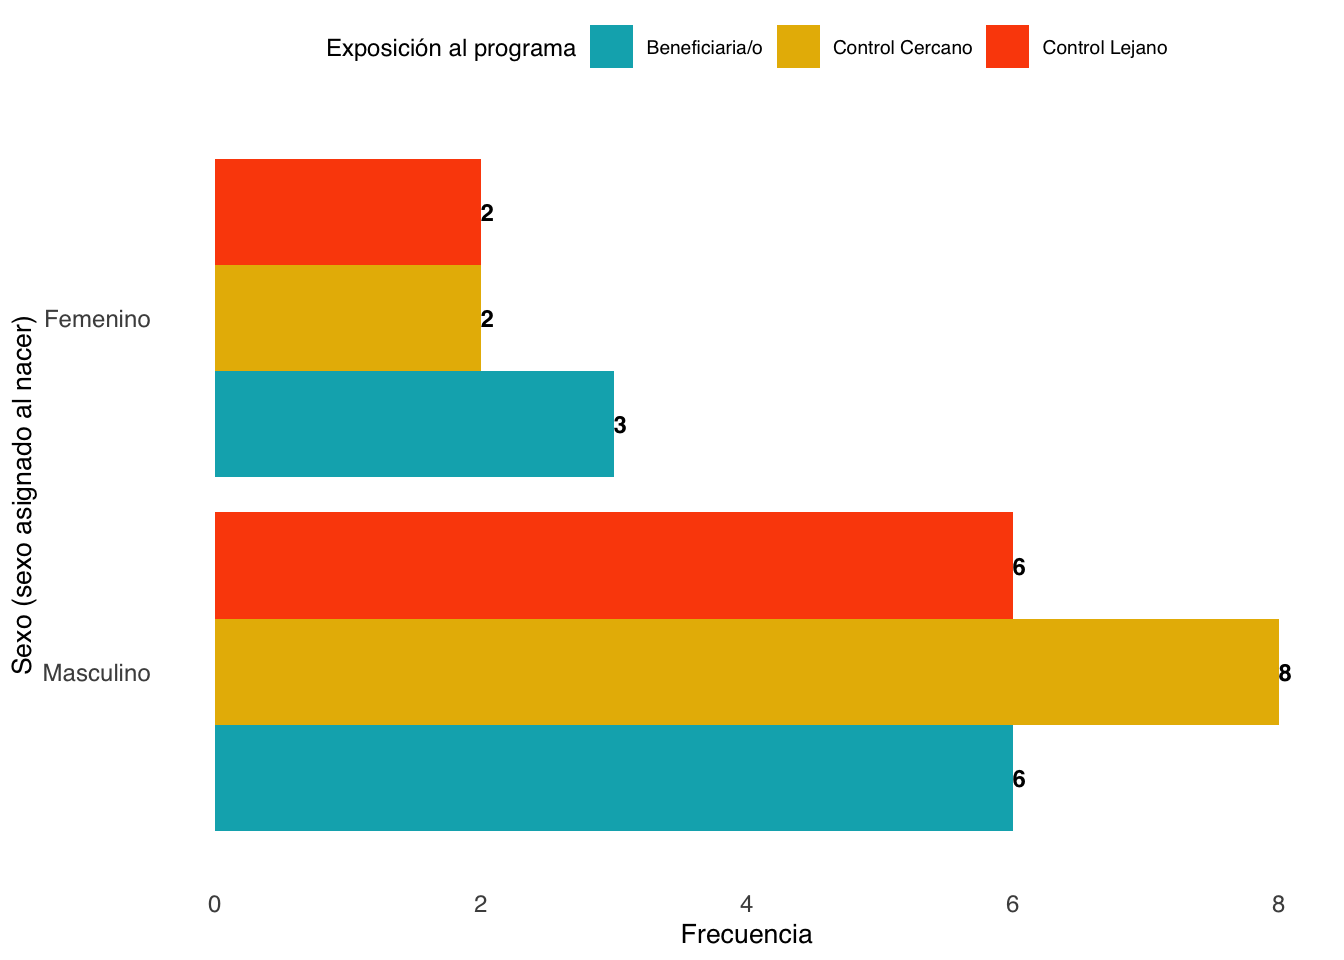 Exposición al programa Beneficiaria/o Control Cercano Control Lejano
2
Femenino 2
3
Sexo (sexo asignado al nacer)
6
Masculino 8
6
0 2 4 6 8
Frecuencia